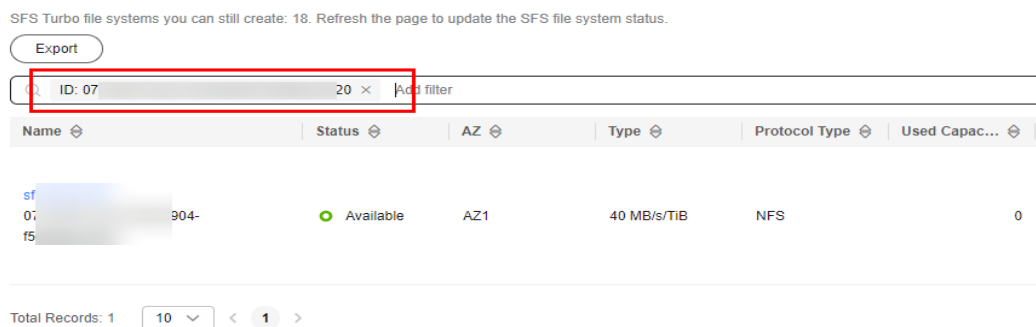 SFS Turbo file systems you can still create: 18. Refresh the page to update the SFS file system status.
Export
ID: 07 20 × Add filter
Name Status AZ Type Protocol Type Used Capac...
sf
07 904- Available AZ1 40 MB/s/TiB NFS 0
f5
Total Records: 1 10 < 1 >